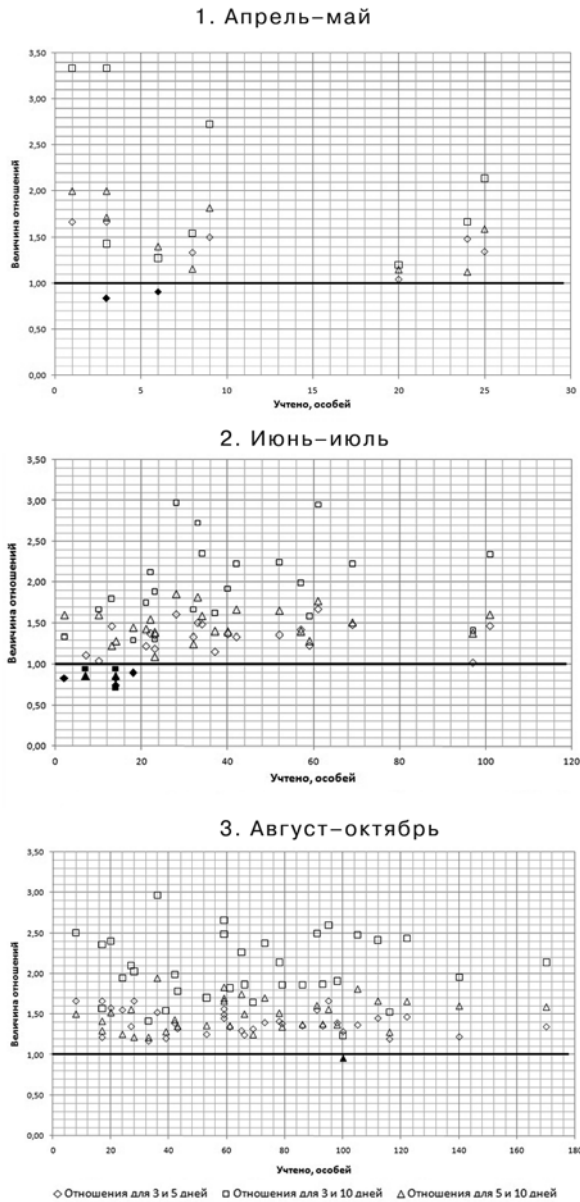 1. Апрель–май
3,50
3,00
2,50
2,00
1,50
1,00
0,50
0,00
Величина отношений
0 5 10 15 20 25 30
Учтено, особей
2. Июнь–июль
3,50
3,00
2,50
2,00
1,50
1,00
0,50
0,00
Величина отношений
0 20 40 60 80 100 120
Учтено, особей
3. Август–октябрь
3,50
3,00
2,50
2,00
1,50
1,00
0,50
0,00
Величина отношений
0 20 40 60 80 100 120 140 160 180
Учтено, особей
Отношения для 3 и 5 дней Отношения для 3 и 10 дней Отношения для 5 и 10 дней